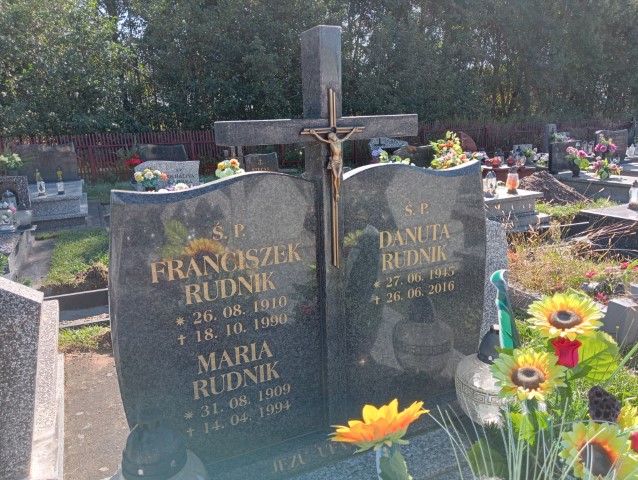 Ś. P.
FRANCISZEK
RUDNIK
* 26. 08. 1910
✝ 18. 10. 1990
MARIA
RUDNIK
* 31. 08. 1909
✝ 14. 04. 1994
Ś. P.
DANUTA
RUDNIK
* 27. 06. 1945
✝ 26. 06. 2016
JEZU